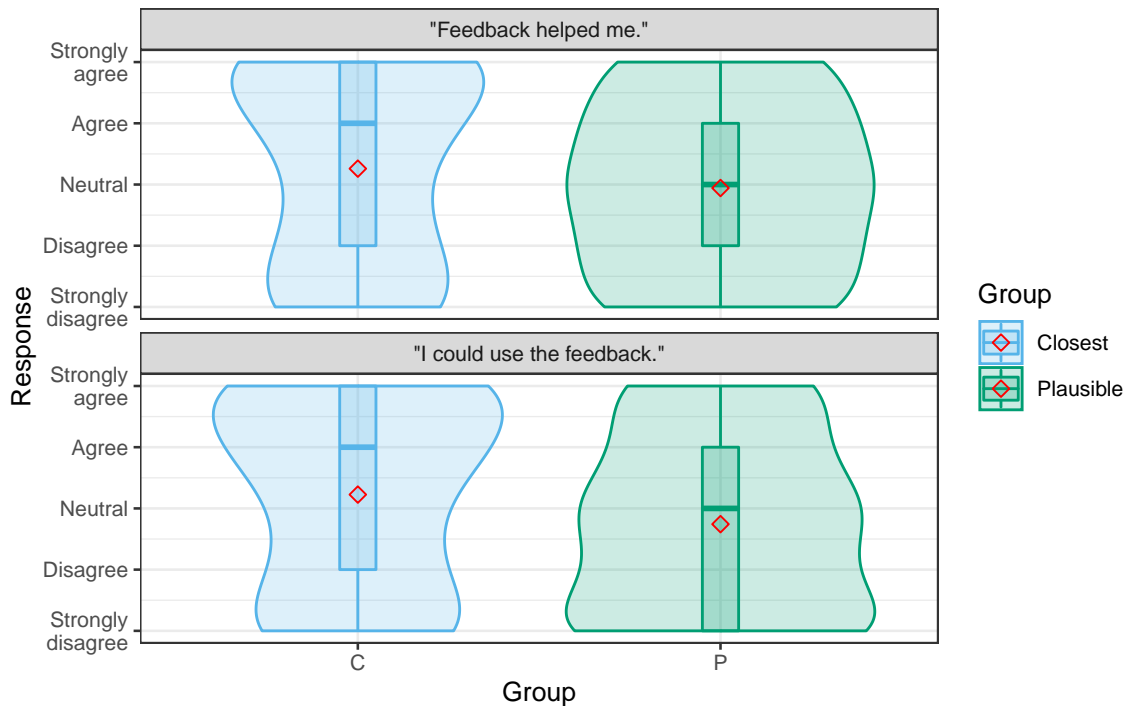 "Feedback helped me."
Strongly
agree
Agree
Neutral
Disagree
Strongly
disagree
"I could use the feedback."
Strongly
agree
Agree
Neutral
Disagree
Strongly
disagree
Response
C
P
Group
Group
Closest
Plausible